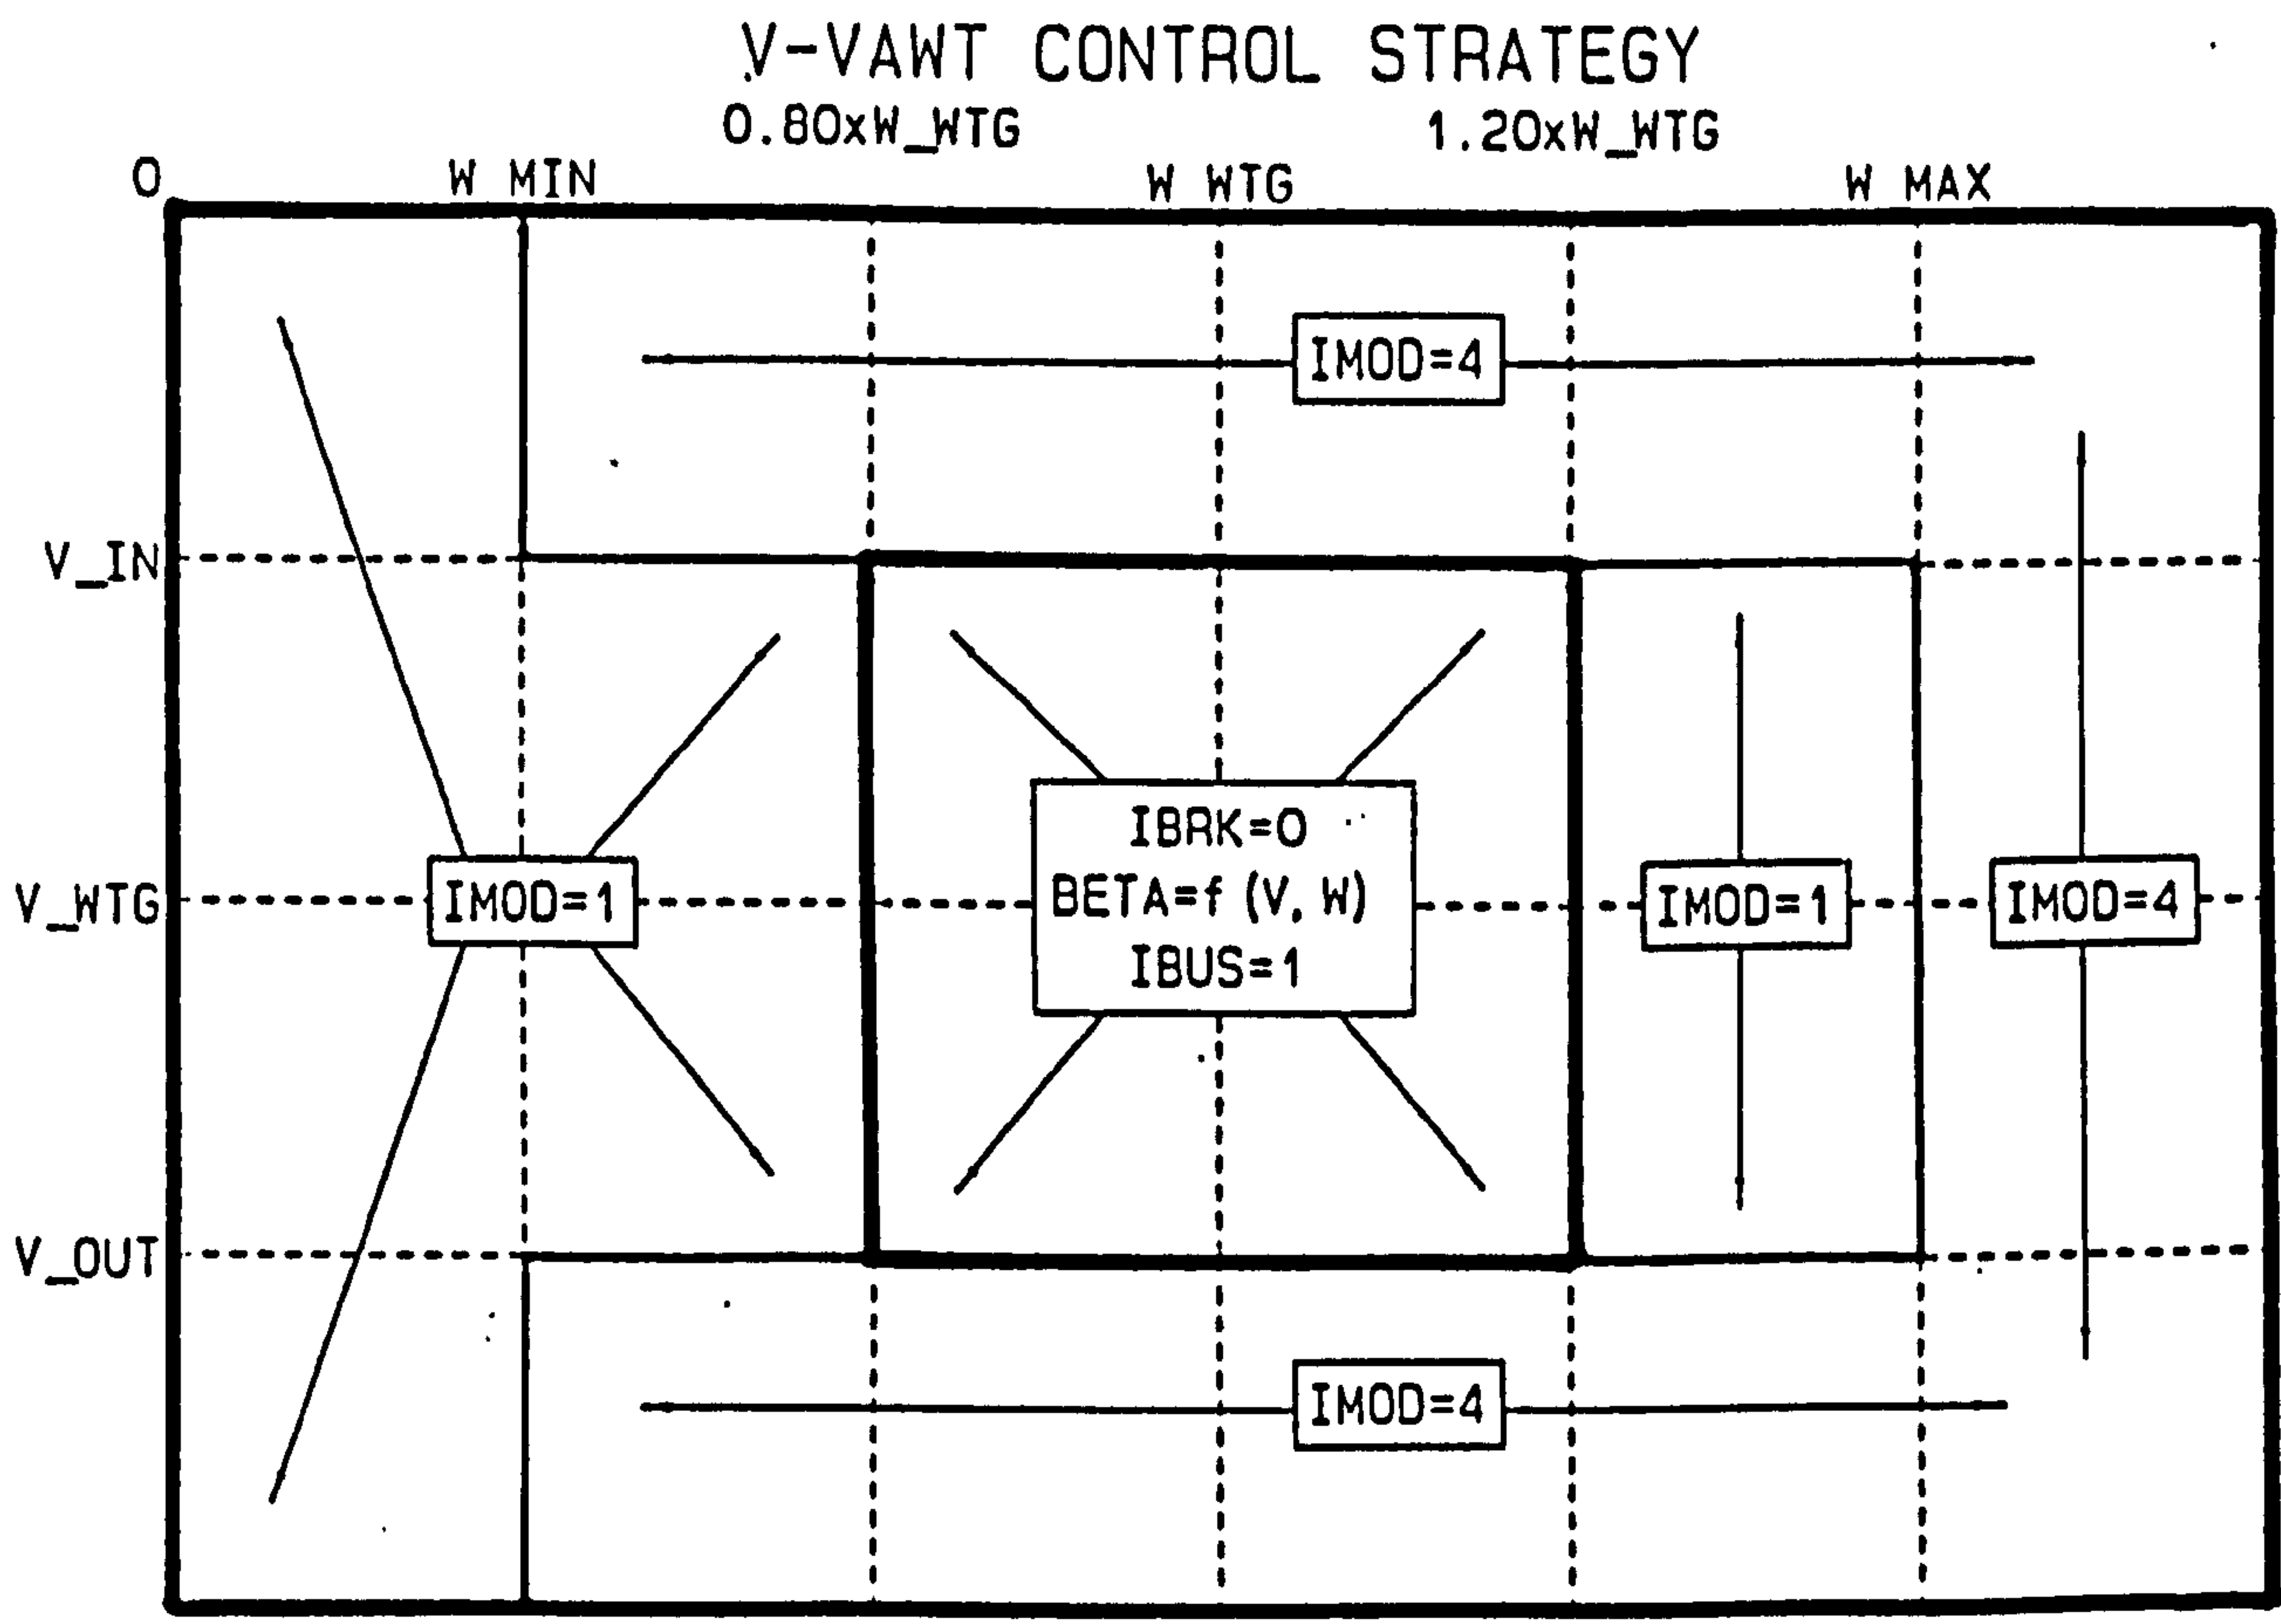 V-VAWT CONTROL STRATEGY
0.80xW_WTG 1.20xW_WTG
0 W MIN W WTG W MAX
IMOD=4
V_IN
IBRK=0
BETA=f (V, W)
IBUS=1
V_WTG IMOD=1 IMOD=1 IMOD=4
V_OUT
IMOD=4